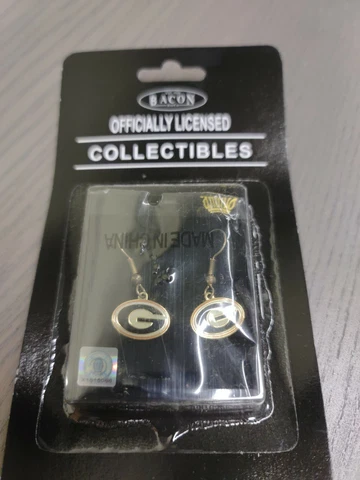 BACON
OFFICIALLY LICENSED
COLLECTIBLES
MADE IN CHINA
G
G